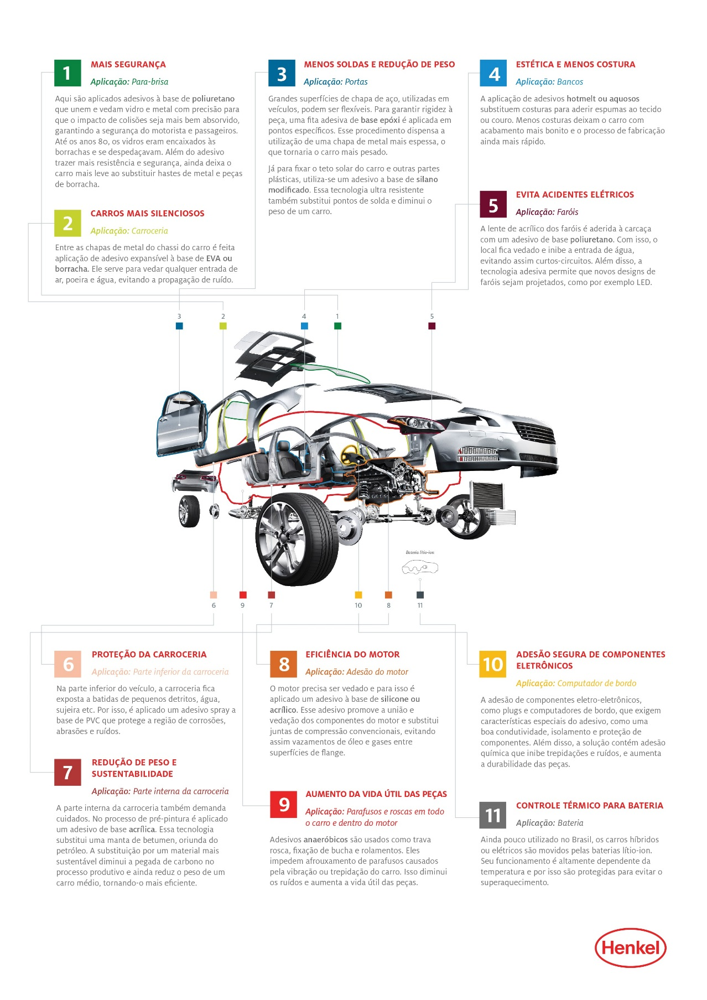 1
MAIS SEGURANÇA
Aplicação: Para-brisa
Aqui são aplicados adesivos à base de poliuretano
que unem e vedam vidro e metal com precisão para
que o impacto de colisões seja mais bem absorvido,
garantindo a segurança do motorista e passageiros.
Até os anos 80, os vidros eram encaixados às
borrachas e se despedaçavam. Além do adesivo
trazer mais resistência e segurança, ainda deixa o
carro mais leve ao substituir hastes de metal e peças
de borracha.
2
CARROS MAIS SILENCIOSOS
Aplicação: Carroceria
Entre as chapas de metal do chassi do carro é feita
aplicação de adesivo expansível à base de EVA ou
borracha. Ele serve para vedar qualquer entrada de
ar, poeira e água, evitando a propagação de ruído.
3
MENOS SOLDAS E REDUÇÃO DE PESO
Aplicação: Portas
Grandes superfícies de chapa de aço, utilizadas em
veículos, podem ser flexíveis. Para garantir rigidez à
peça, uma fita adesiva de base epóxi é aplicada em
pontos específicos. Esse procedimento dispensa a
utilização de uma chapa de metal mais espessa, o
que tornaria o carro mais pesado.
Já para fixar o teto solar do carro e outras partes
plásticas, utiliza-se um adesivo a base de silano
modificado. Essa tecnologia ultra resistente
também substitui pontos de solda e diminui o
peso de um carro.
4
ESTÉTICA E MENOS COSTURA
Aplicação: Bancos
A aplicação de adesivos hotmelt ou aquosos
substituem costuras para aderir espumas ao tecido
ou couro. Menos costuras deixam o carro com
acabamento mais bonito e o processo de fabricação
ainda mais rápido.
5
EVITA ACIDENTES ELÉTRICOS
Aplicação: Faróis
A lente de acrílico dos faróis é aderida à carcaça
com um adesivo de base poliuretano. Com isso, o
local fica vedado e inibe a entrada de água,
evitando assim curtos-circuitos. Além disso, a
tecnologia adesiva permite que novos designs de
faróis sejam projetados, como por exemplo LED.
3
2
4
1
5
Bateria lítio-ion
6
9
7
10
8
11
6
PROTEÇÃO DA CARROCERIA
Aplicação: Parte inferior da carroceria
Na parte inferior do veículo, a carroceria fica
exposta a batidas de pequenos detritos, água,
sujeira etc. Por isso, é aplicado um adesivo spray a
base de PVC que protege a região de corrosões,
abrasões e ruídos.
7
REDUÇÃO DE PESO E
SUSTENTABILIDADE
Aplicação: Parte interna da carroceria
A parte interna da carroceria também demanda
cuidados. No processo de pré-pintura é aplicado
um adesivo de base acrílica. Essa tecnologia
substitui uma manta de betumen, oriunda do
petróleo. A substituição por um material mais
sustentável diminui a pegada de carbono no
processo produtivo e ainda reduz o peso de um
carro médio, tornando-o mais eficiente.
8
EFICIÊNCIA DO MOTOR
Aplicação: Adesão do motor
O motor precisa ser vedado e para isso é
aplicado um adesivo à base de silicone ou
acrílico. Esse adesivo promove a união e
vedação dos componentes do motor e substitui
juntas de compressão convencionais, evitando
assim vazamentos de óleo e gases entre
superfícies de flange.
9
AUMENTO DA VIDA ÚTIL DAS PEÇAS
Aplicação: Parafusos e roscas em todo
o carro e dentro do motor
Adesivos anaeróbicos são usados como trava
rosca, fixação de bucha e rolamentos. Eles
impedem afrouxamento de parafusos causados
pela vibração ou trepidação do carro. Isso diminui
os ruídos e aumenta a vida útil das peças.
10
ADESÃO SEGURA DE COMPONENTES
ELETRÔNICOS
Aplicação: Computador de bordo
A adesão de componentes eletro-eletrônicos,
como plugs e computadores de bordo, que exigem
características especiais do adesivo, como uma
boa condutividade, isolamento e proteção de
componentes. Além disso, a solução contém adesão
química que inibe trepidações e ruídos, e aumenta
a durabilidade das peças.
11
CONTROLE TÉRMICO PARA BATERIA
Aplicação: Bateria
Ainda pouco utilizado no Brasil, os carros híbridos
ou elétricos são movidos pelas baterias lítio-ion.
Seu funcionamento é altamente dependente da
temperatura e por isso são protegidas para evitar o
superaquecimento.
Henkel